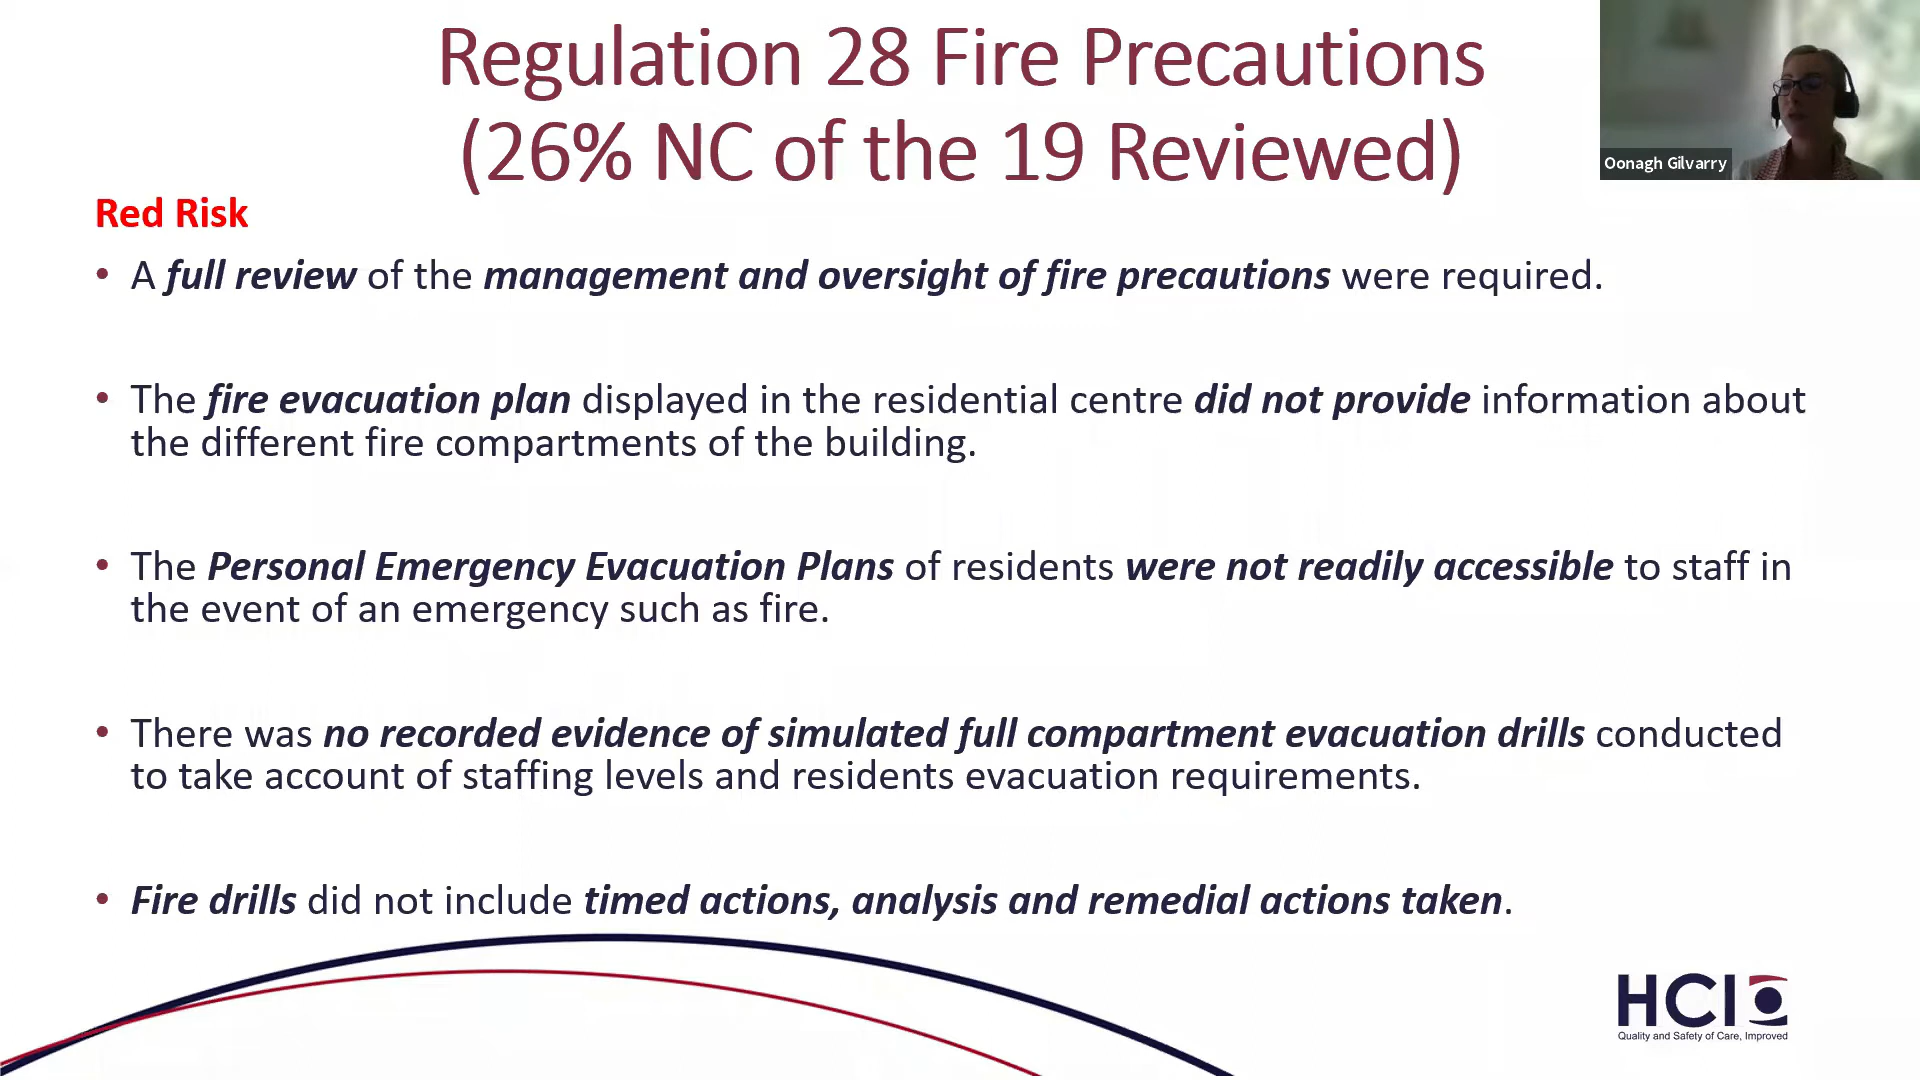 Regulation 28 Fire Precautions
(26% NC of the 19 Reviewed)
Oonagh Gilvarry
Red Risk
• A full review of the management and oversight of fire precautions were required.
• The fire evacuation plan displayed in the residential centre did not provide information about
the different fire compartments of the building.
• The Personal Emergency Evacuation Plans of residents were not readily accessible to staff in
the event of an emergency such as fire.
• There was no recorded evidence of simulated full compartment evacuation drills conducted
to take account of staffing levels and residents evacuation requirements.
• Fire drills did not include timed actions, analysis and remedial actions taken.
HCI
Quality and Safety of Care, Improved